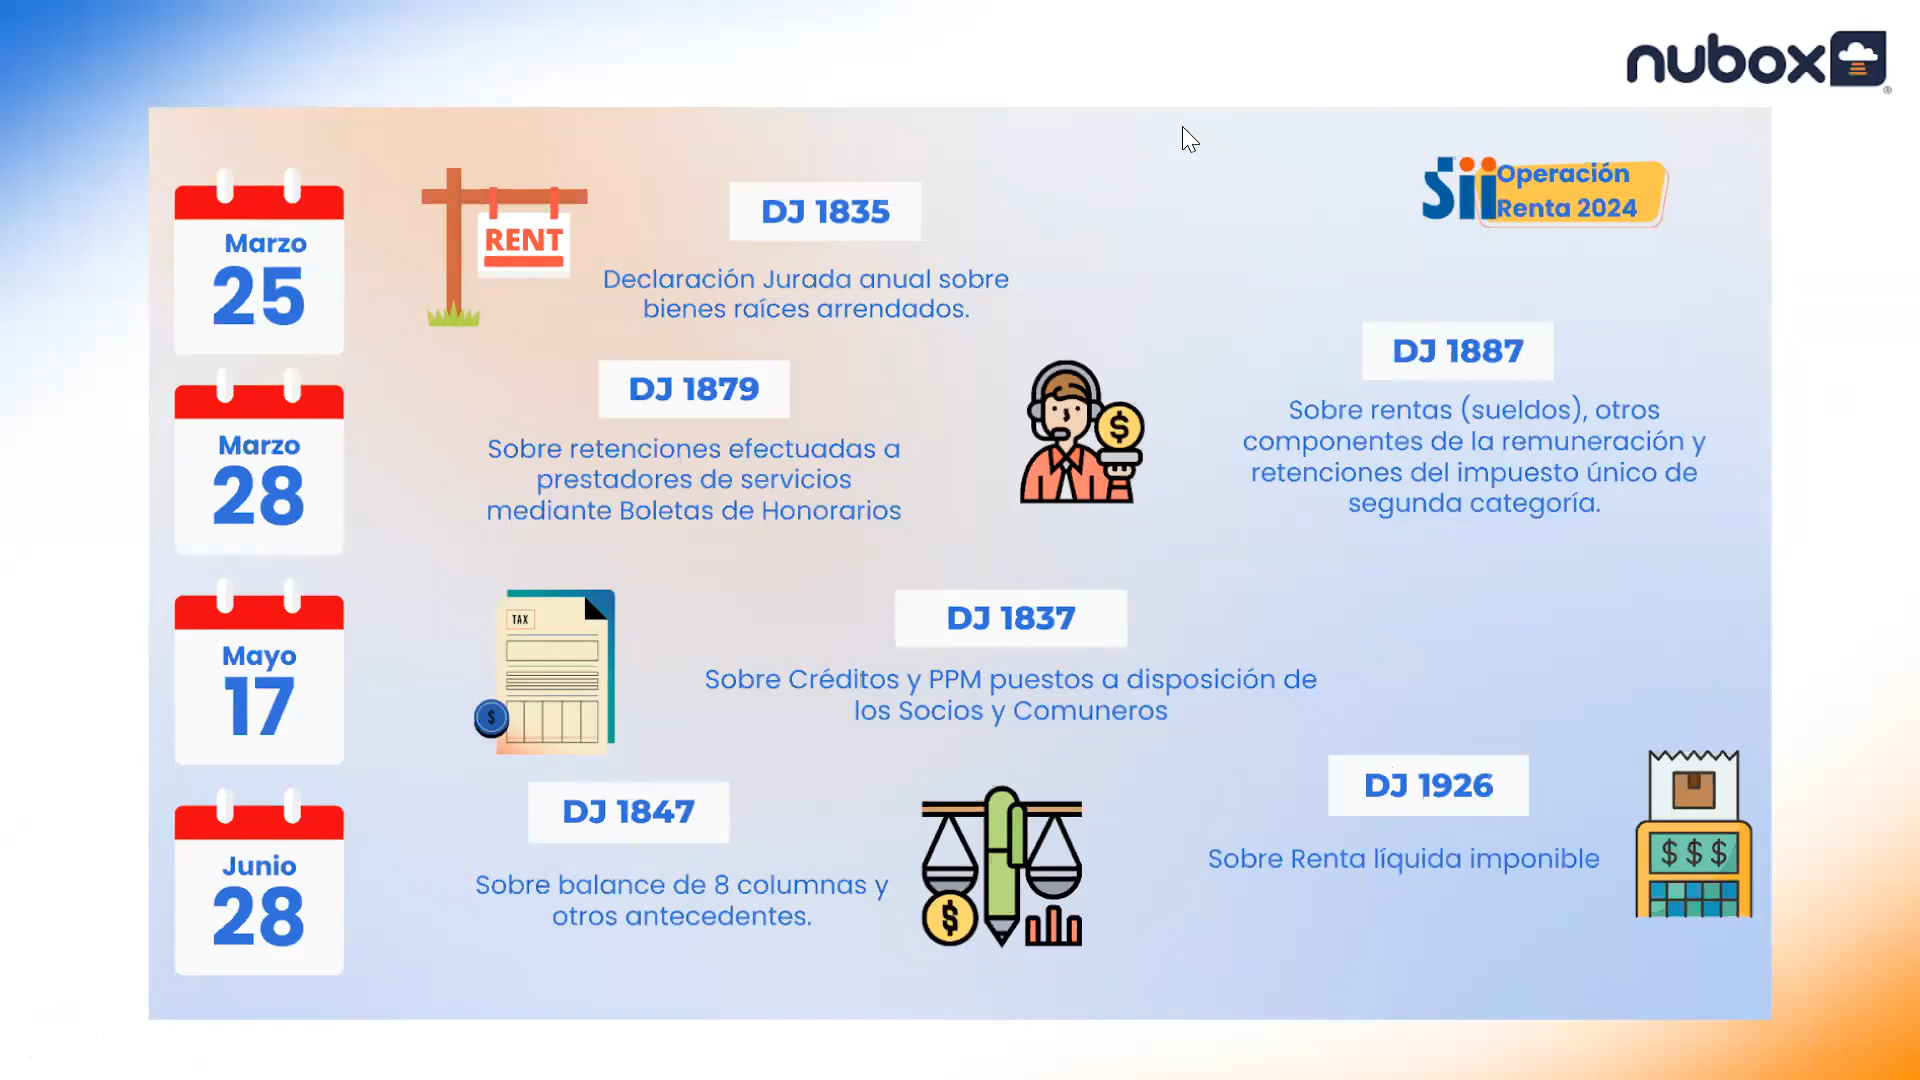 nubox
®
sii
Operación
Renta 2024
Marzo
25
RENT
DJ 1835
Declaración Jurada anual sobre
bienes raíces arrendados.
Marzo
28
DJ 1879
Sobre retenciones efectuadas a
prestadores de servicios
mediante Boletas de Honorarios
$
DJ 1887
Sobre rentas (sueldos), otros
componentes de la remuneración y
retenciones del impuesto único de
segunda categoría.
Mayo
17
TAX
$
DJ 1837
Sobre Créditos y PPM puestos a disposición de
los Socios y Comuneros
Junio
28
DJ 1847
Sobre balance de 8 columnas y
otros antecedentes.
$
DJ 1926
Sobre Renta líquida imponible
$ $ $